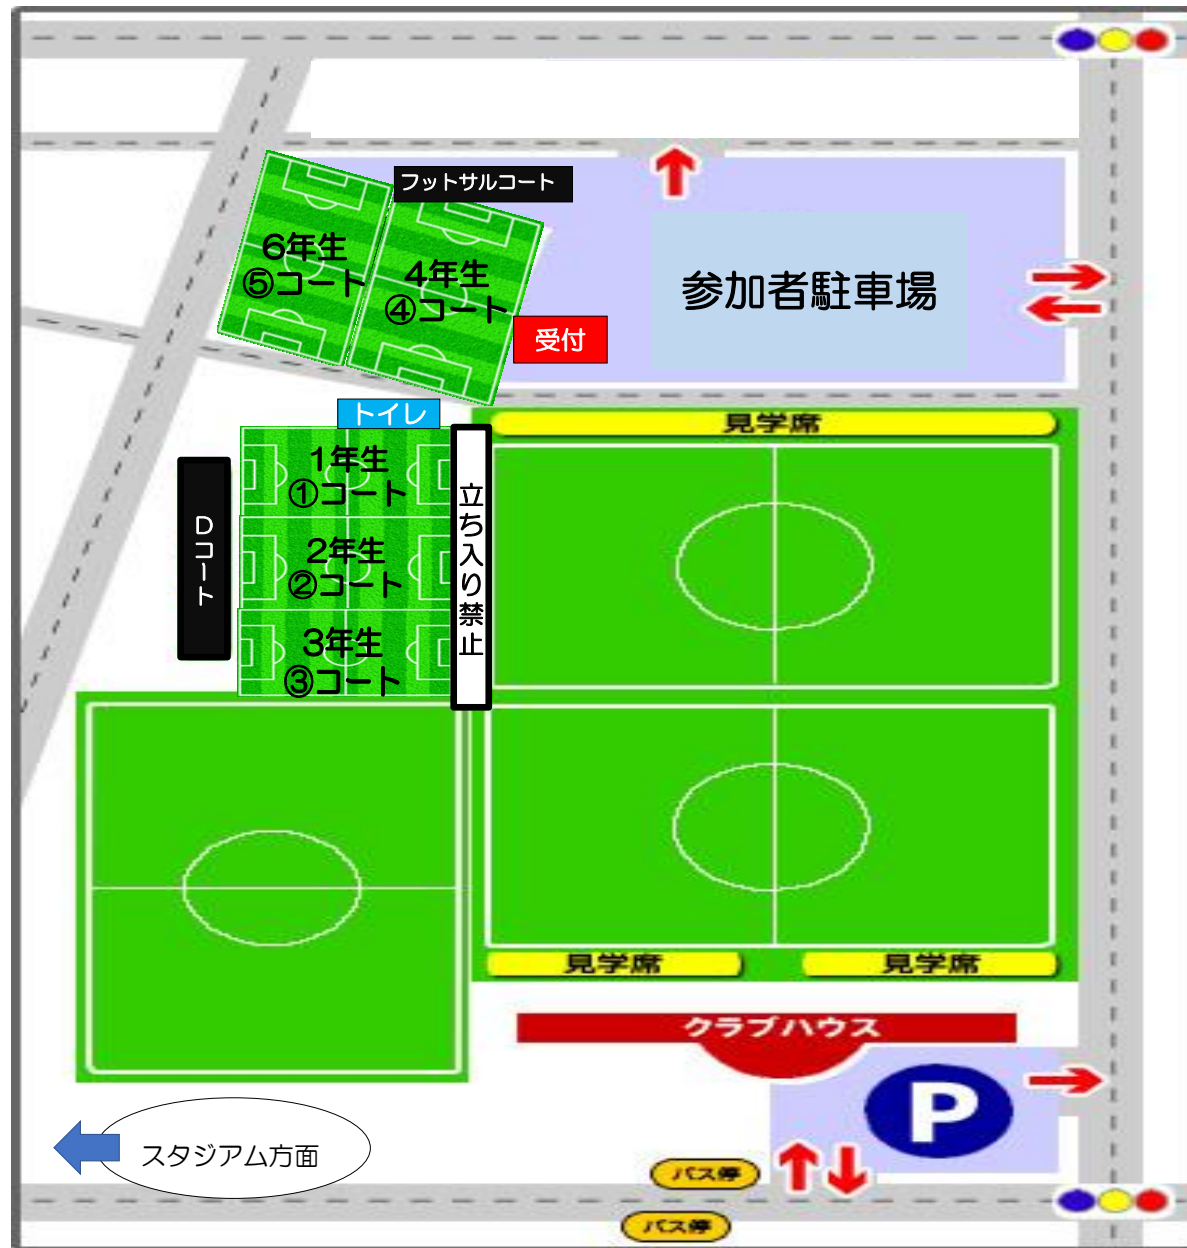 フットサルコート
6年生
⑤コート
4年生
④コート
参加者駐車場
受付
トイレ
見学席
1年生
①コート
2年生
②コート
3年生
③コート
Dコート
立ち入り禁止
見学席
見学席
クラブハウス
P
スタジアム方面
バス停
バス停